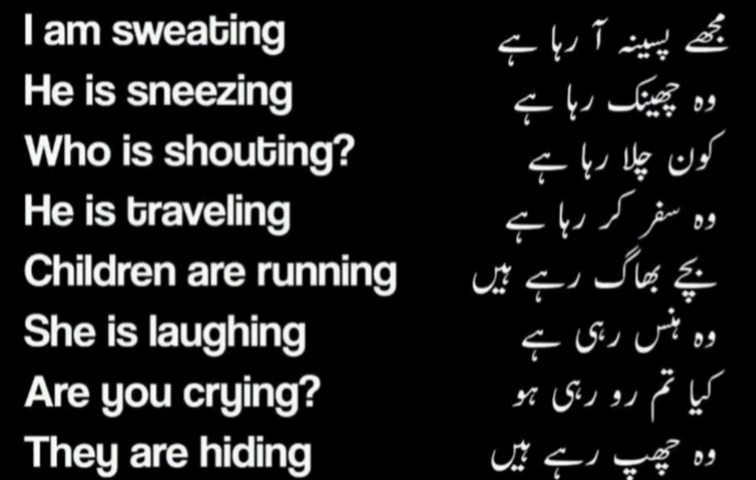 I am sweating مجھے پسینہ آ رہا ہے
He is sneezing وہ چھینک رہا ہے
Who is shouting? کون چلا رہا ہے
He is traveling وہ سفر کر رہا ہے
Children are running بچے بھاگ رہے ہیں
She is laughing وہ ہنس رہی ہے
Are you crying? کیا تم رو رہی ہو
They are hiding وہ چھپ رہے ہیں